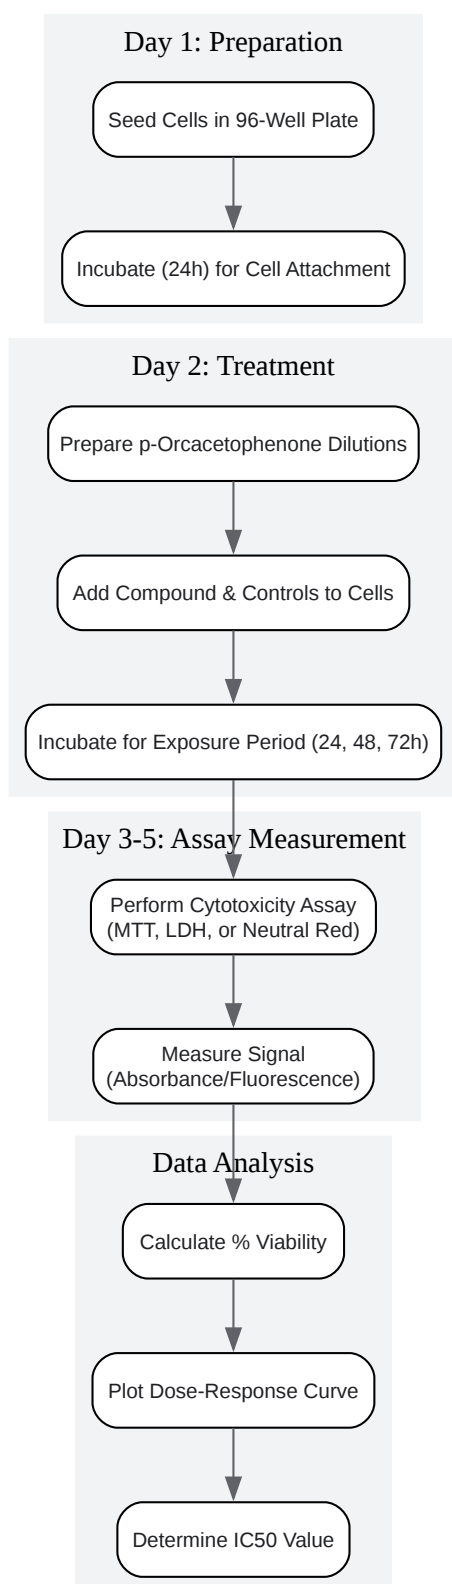 Day 1: Preparation
Seed Cells in 96-Well Plate
Incubate (24h) for Cell Attachment
Day 2: Treatment
Prepare p-Orcacetophenone Dilutions
Add Compound & Controls to Cells
Incubate for Exposure Period (24, 48, 72h)
Day 3-5: Assay Measurement
Perform Cytotoxicity Assay
(MTT, LDH, or Neutral Red)
Measure Signal
(Absorbance/Fluorescence)
Data Analysis
Calculate % Viability
Plot Dose-Response Curve
Determine IC50 Value